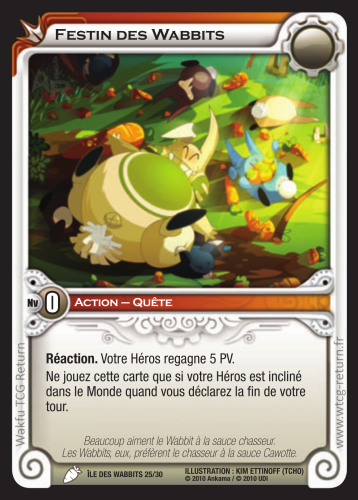 Festin des Wabbits
Nv 0
Action – Quête
Réaction. Votre Héros regagne 5 PV.
Ne jouez cette carte que si votre Héros est incliné
dans le Monde quand vous déclarez la fin de votre
tour.
Beaucoup aiment le Wabbit à la sauce chasseur.
Les Wabbits, eux, préfèrent le chasseur à la sauce Cawotte.
Île des Wabbits 25/30
Illustration : Kim Ettinoff (Tcho)
© 2010 Ankama / © 2010 UDI
Wakfu TCG Return
www.wtcg-return.fr